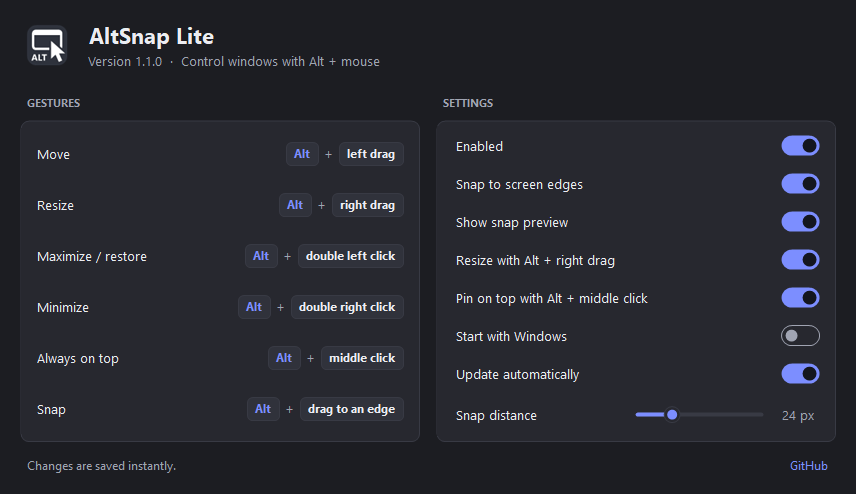 ALT
AltSnap Lite
Version 1.1.0 · Control windows with Alt + mouse
GESTURES
Move Alt + left drag
Resize Alt + right drag
Maximize / restore Alt + double left click
Minimize Alt + double right click
Always on top Alt + middle click
Snap Alt + drag to an edge
SETTINGS
Enabled
Snap to screen edges
Show snap preview
Resize with Alt + right drag
Pin on top with Alt + middle click
Start with Windows
Update automatically
Snap distance 24 px
Changes are saved instantly.
GitHub